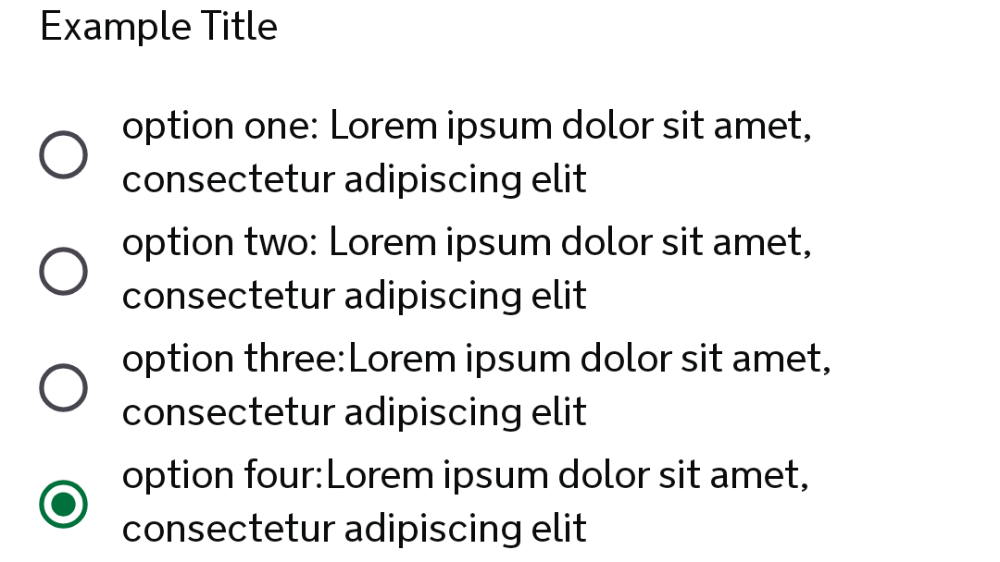 Example Title
option one: Lorem ipsum dolor sit amet,
consectetur adipiscing elit
option two: Lorem ipsum dolor sit amet,
consectetur adipiscing elit
option three:Lorem ipsum dolor sit amet,
consectetur adipiscing elit
option four:Lorem ipsum dolor sit amet,
consectetur adipiscing elit